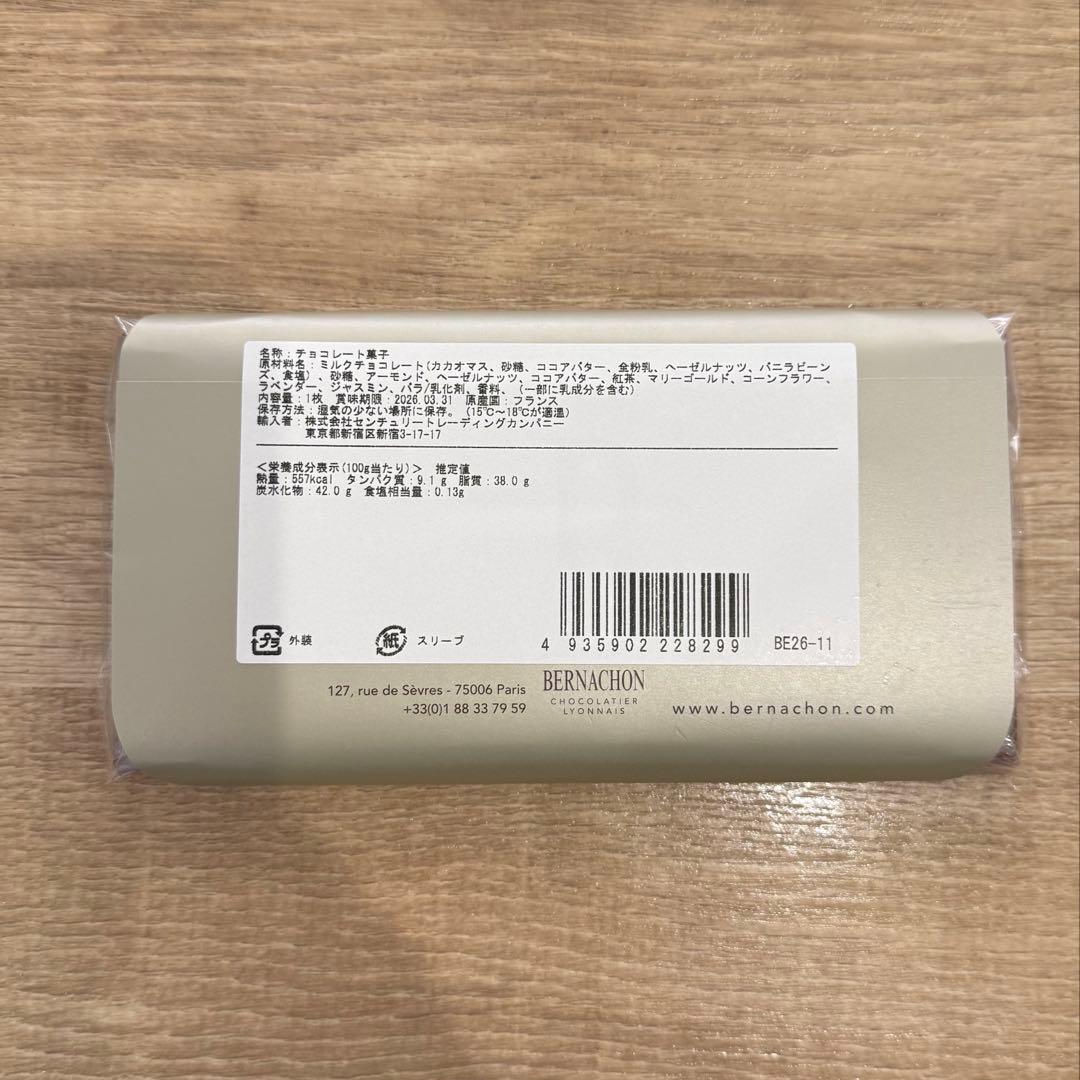 名称：チョコレート菓子
原材料名：ミルクチョコレート(カカオマス、砂糖、ココアバター、全粉乳、ヘーゼルナッツ、バニラビーン
ズ、食塩)、砂糖、アーモンド、ヘーゼルナッツ、ココアバター、紅茶、マリーゴールド、コーンフラワー、
ラベンダー、ジャスミン、バラ/乳化剤、香料、(一部に乳成分を含む)
内容量：1枚 賞味期限：2026.03.31 原産国：フランス
保存方法：湿気の少ない場所に保存。(15℃～18℃が適温)
輸入者：株式会社センチュリートレーディングカンパニー
東京都新宿区新宿3-17-17
＜栄養成分表示(100g当たり)＞ 推定値
熱量：557kcal タンパク質：9.1g 脂質：38.0g
炭水化物：42.0g 食塩相当量：0.13g
プラ 外装 紙 スリーブ
4 935902 228299 BE26-11
127, rue de Sèvres - 75006 Paris
+33(0)1 88 33 79 59
BERNACHON
CHOCOLATIER
LYONNAIS
www.bernachon.com